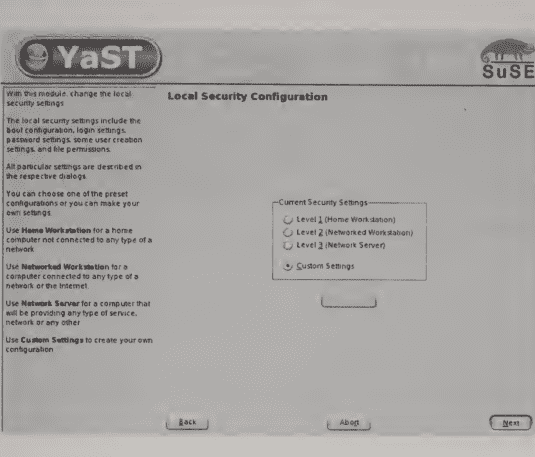 YaST
SuSE
With this module, change the local
security settings
The local security settings include the
boot configuration, login settings,
password settings, some user creation
settings, and file permissions.
All particular settings are described in
the respective dialogs.
You can choose one of the preset
configurations or you can make your
own settings.
Use Home Workstation for a home
computer not connected to any type of a
network
Use Networked Workstation for a
computer connected to any type of a
network or the Internet.
Use Network Server for a computer that
will be providing any type of service,
network or any other
Use Custom Settings to create your own
configuration
Local Security Configuration
Current Security Settings
Level 1 (Home Workstation)
Level 2 (Networked Workstation)
Level 3 (Network Server)
Custom Settings
Back
Abort
Next